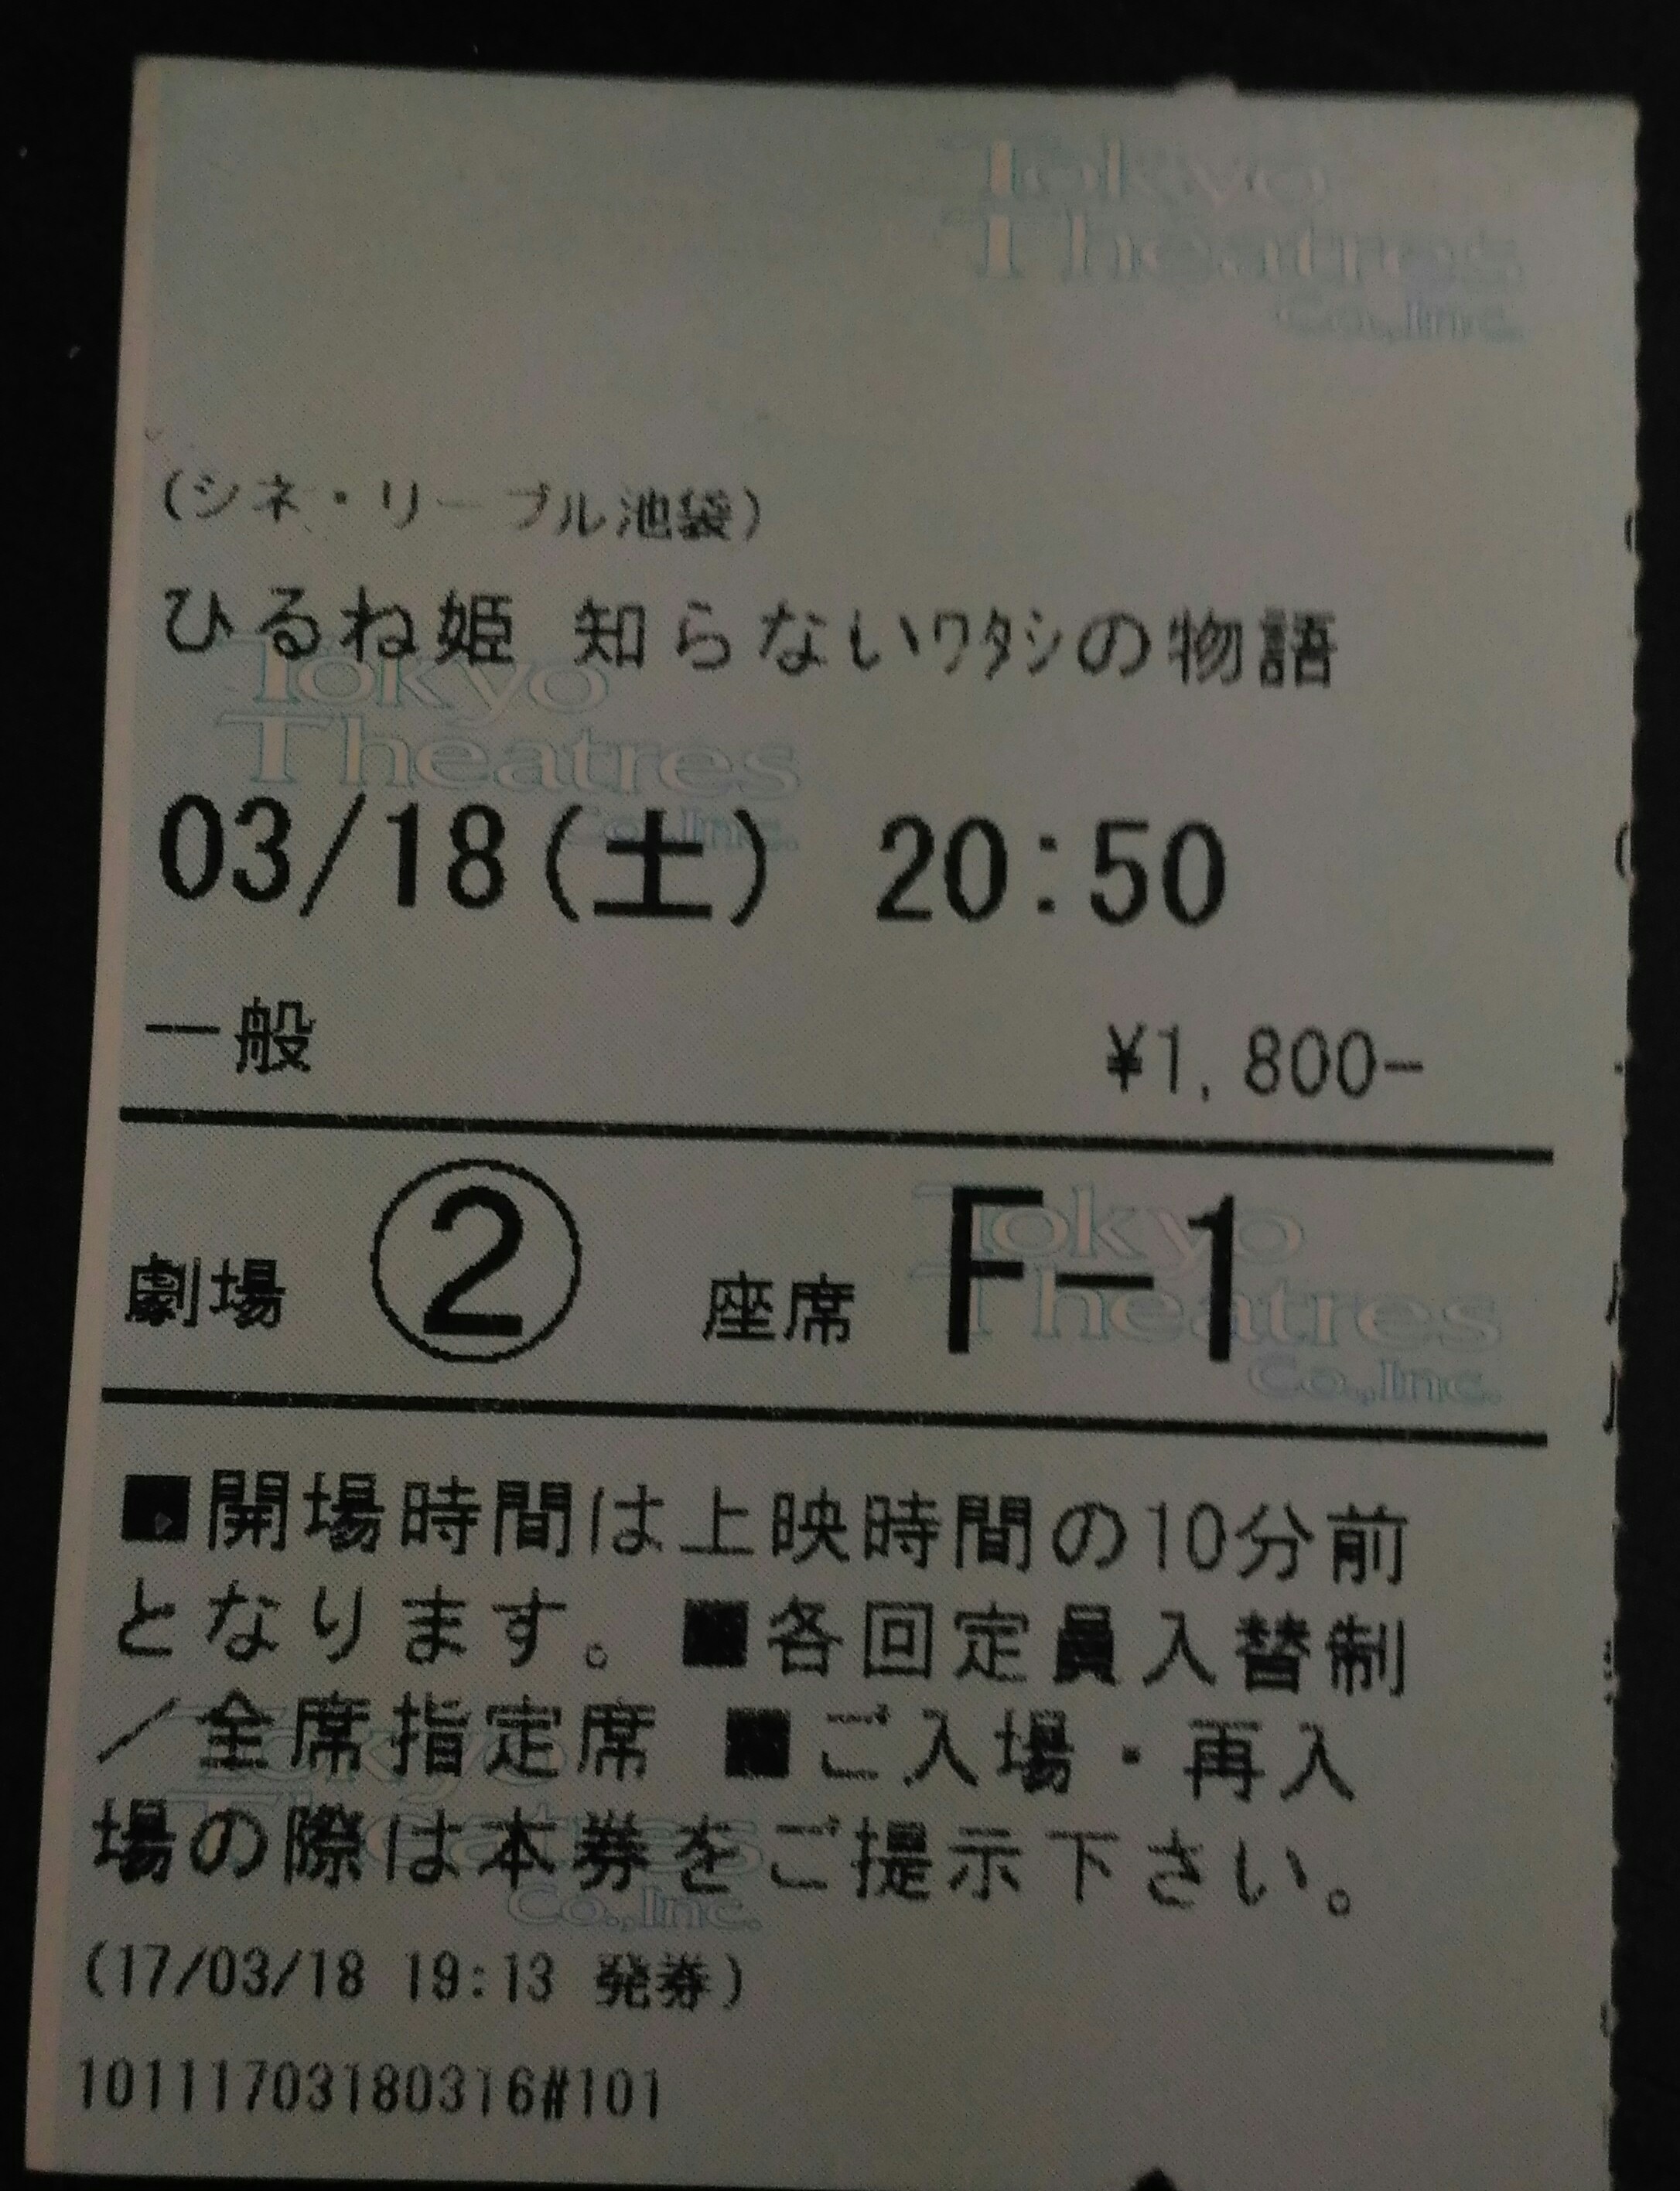 Tokyo
Theatres
Co.,Inc.
(シネ・リーブル池袋)
ひるね姫 知らないﾜﾀｼの物語
Tokyo
Theatres
Co.,Inc.
03/18(土) 20:50
一般 ¥1,800-
劇場 ② 座席 F-1
Tokyo
Theatres
Co.,Inc.
■開場時間は上映時間の10分前
となります。■各回定員入替制
/全席指定席 ■ご入場・再入
場の際は本券をご提示下さい。
Tokyo
Theatres
Co.,Inc.
(17/03/18 19:13 発券)
1011170318031６#101